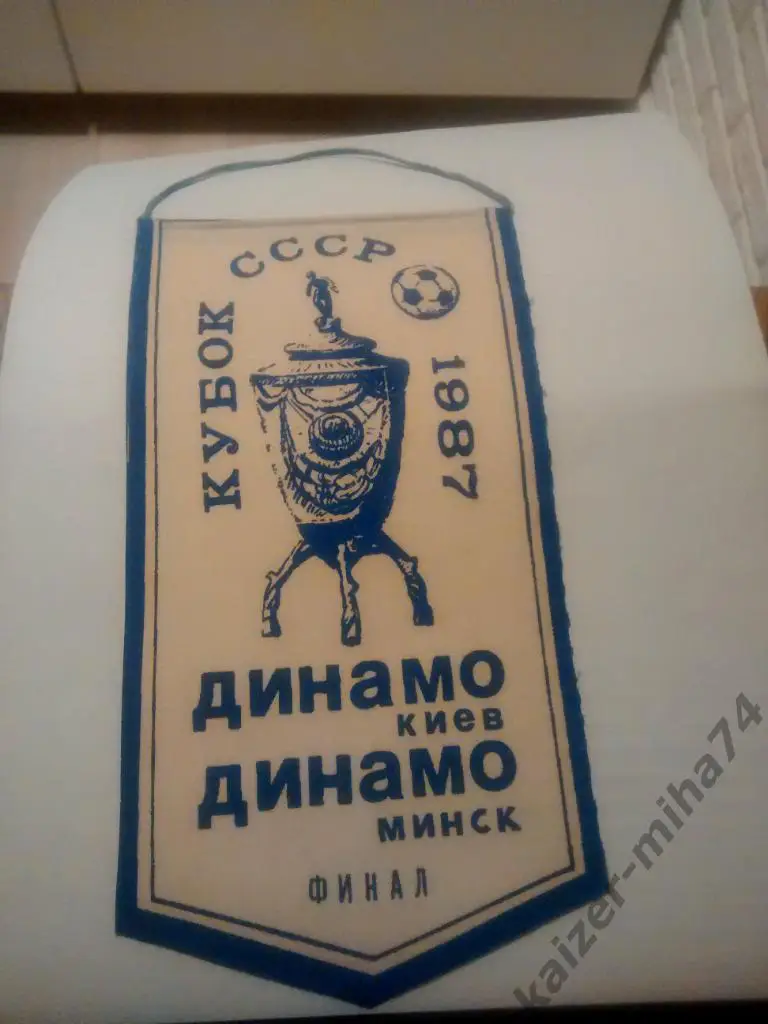 КУБОК
СССР
1987
ДИНАМО
КИЕВ
ДИНАМО
МИНСК
ФИНАЛ
kaizer-miha74